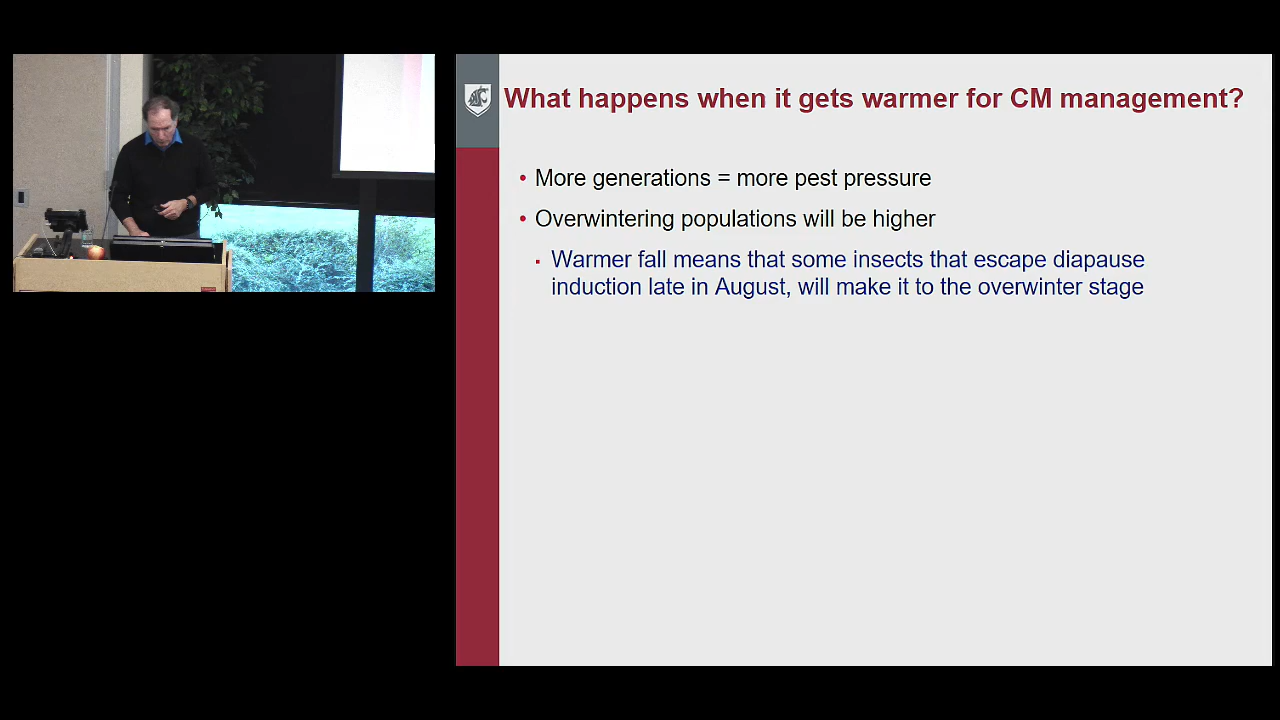 What happens when it gets warmer for CM management?
• More generations = more pest pressure
• Overwintering populations will be higher
▪ Warmer fall means that some insects that escape diapause
induction late in August, will make it to the overwinter stage